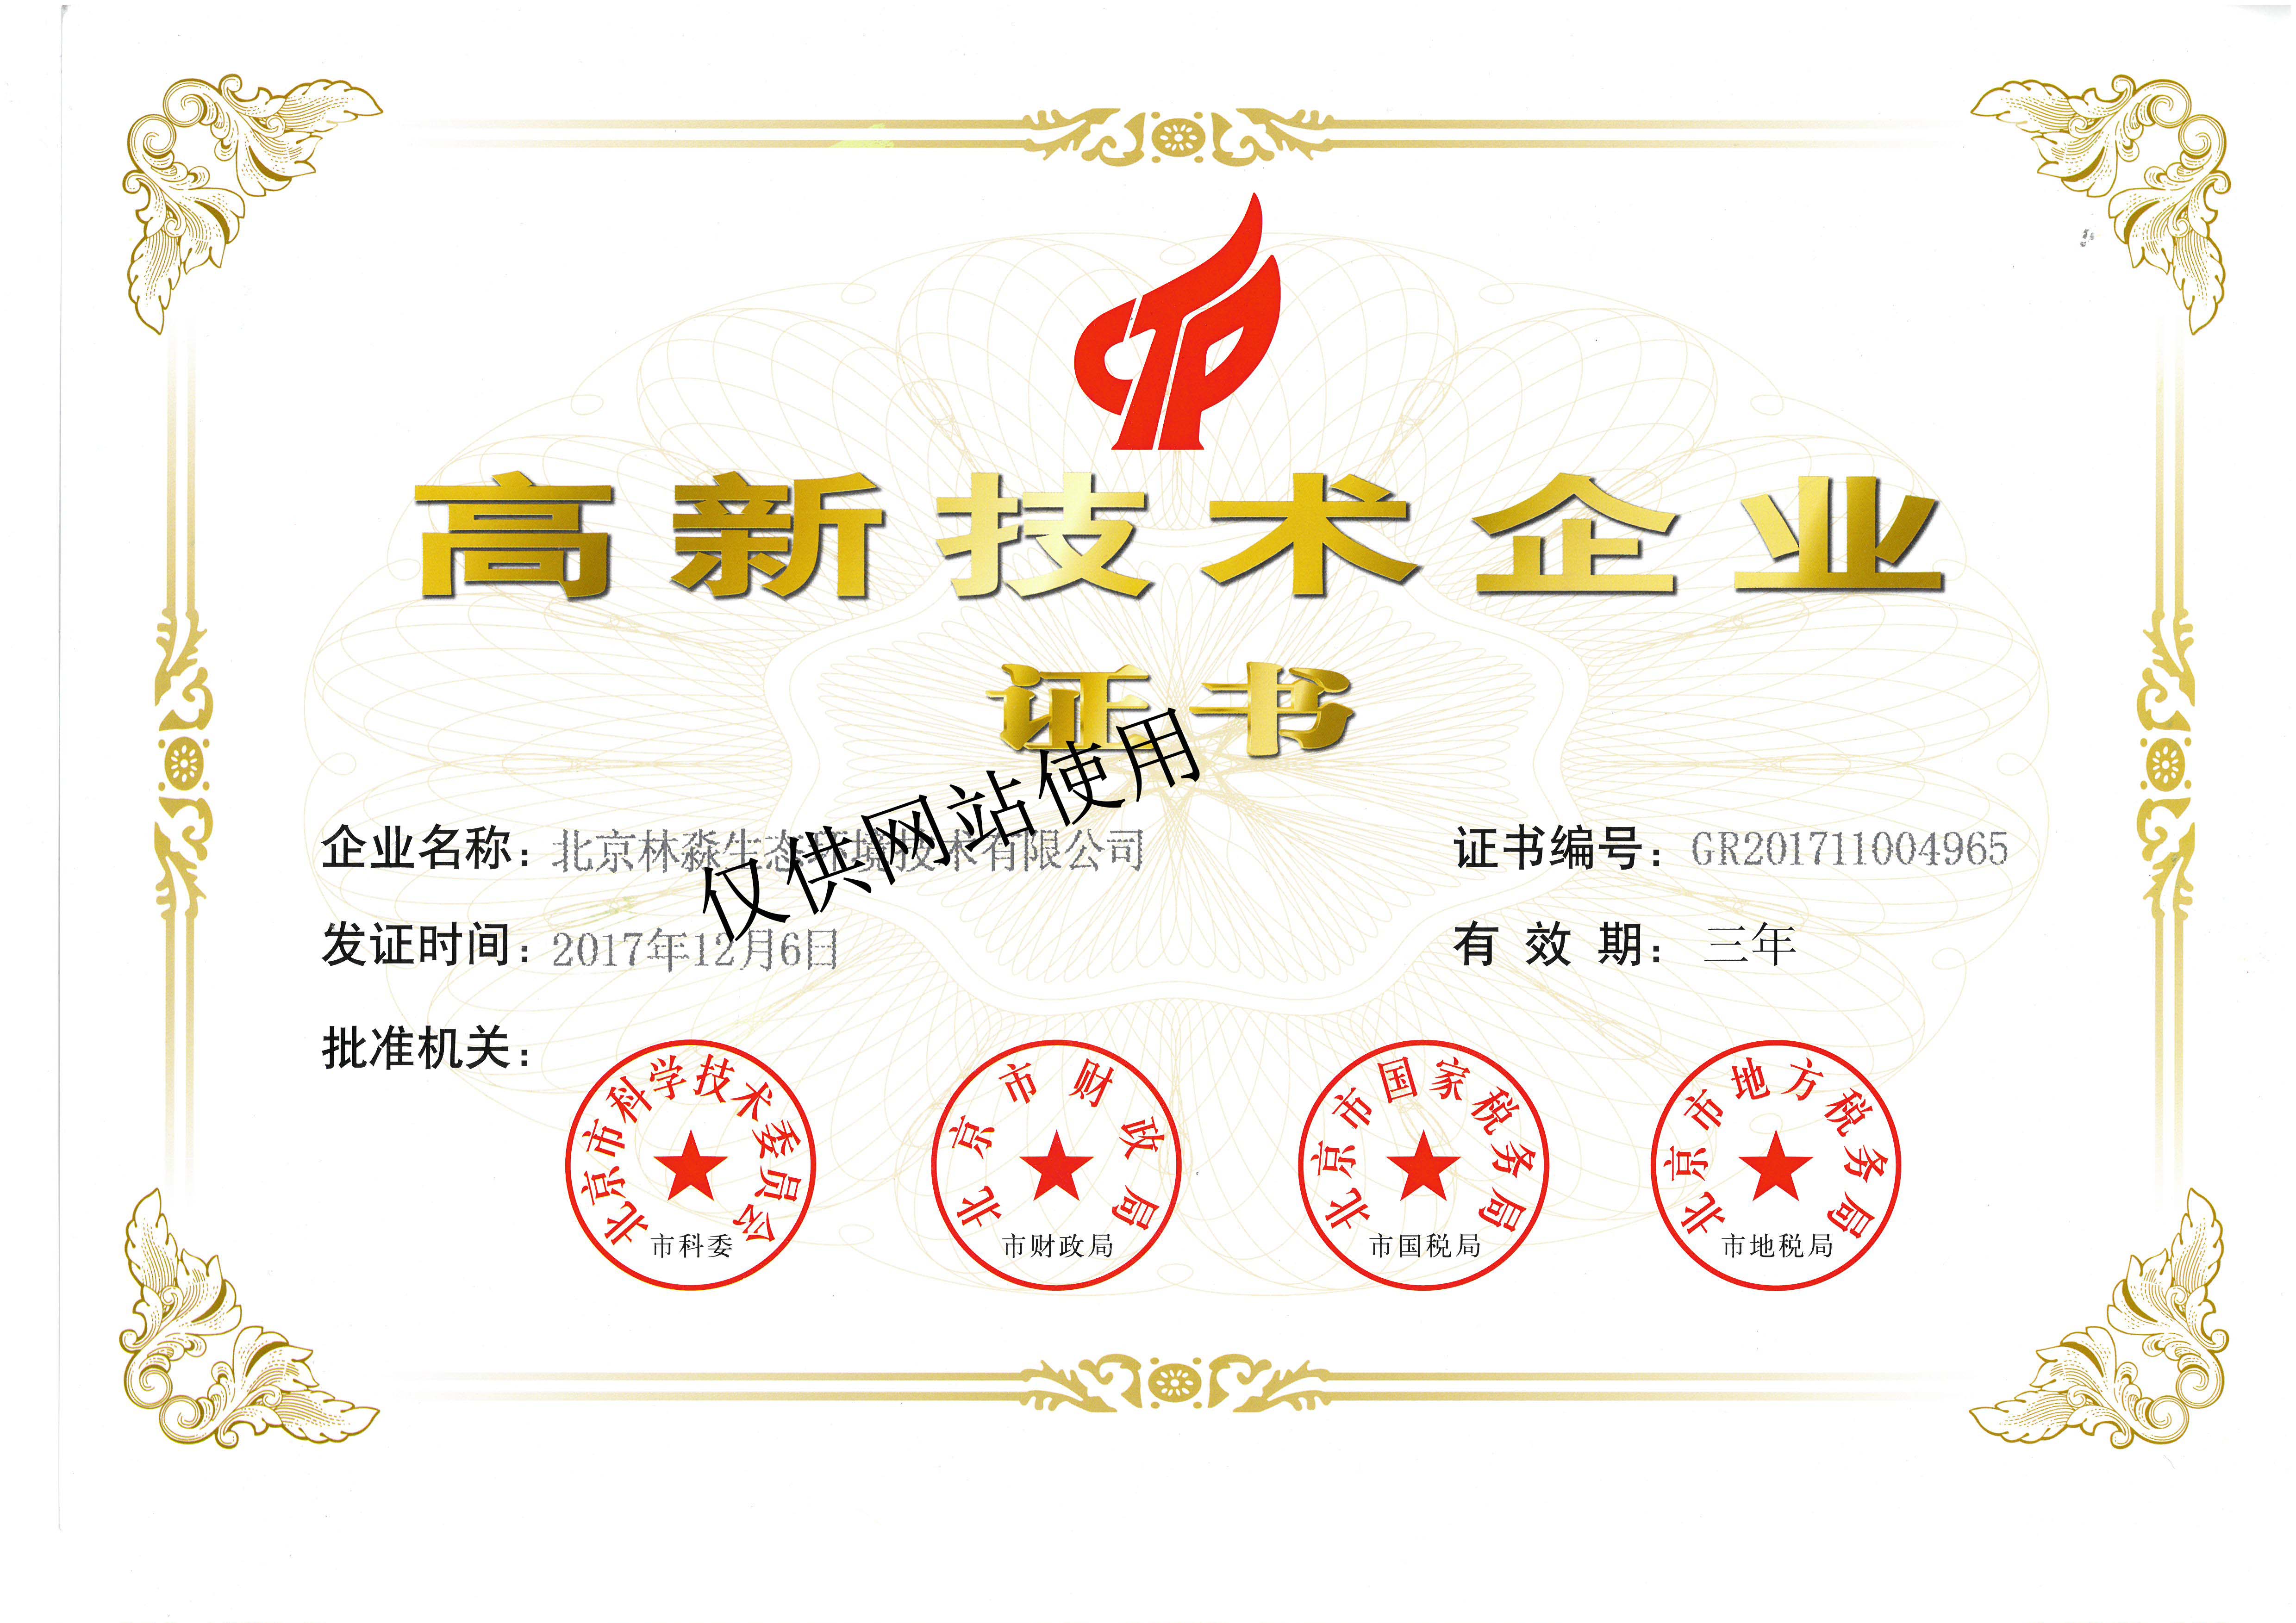 高新技术企业
证书
仅供网站使用
企业名称：北京林淼生态环境技术有限公司
证书编号：GR201711004965
发证时间：2017年12月6日
有效期：三年
批准机关：
北京市科学技术委员会
市科委
北京市财政局
市财政局
北京市国家税务局
市国税局
北京市地方税务局
市地税局